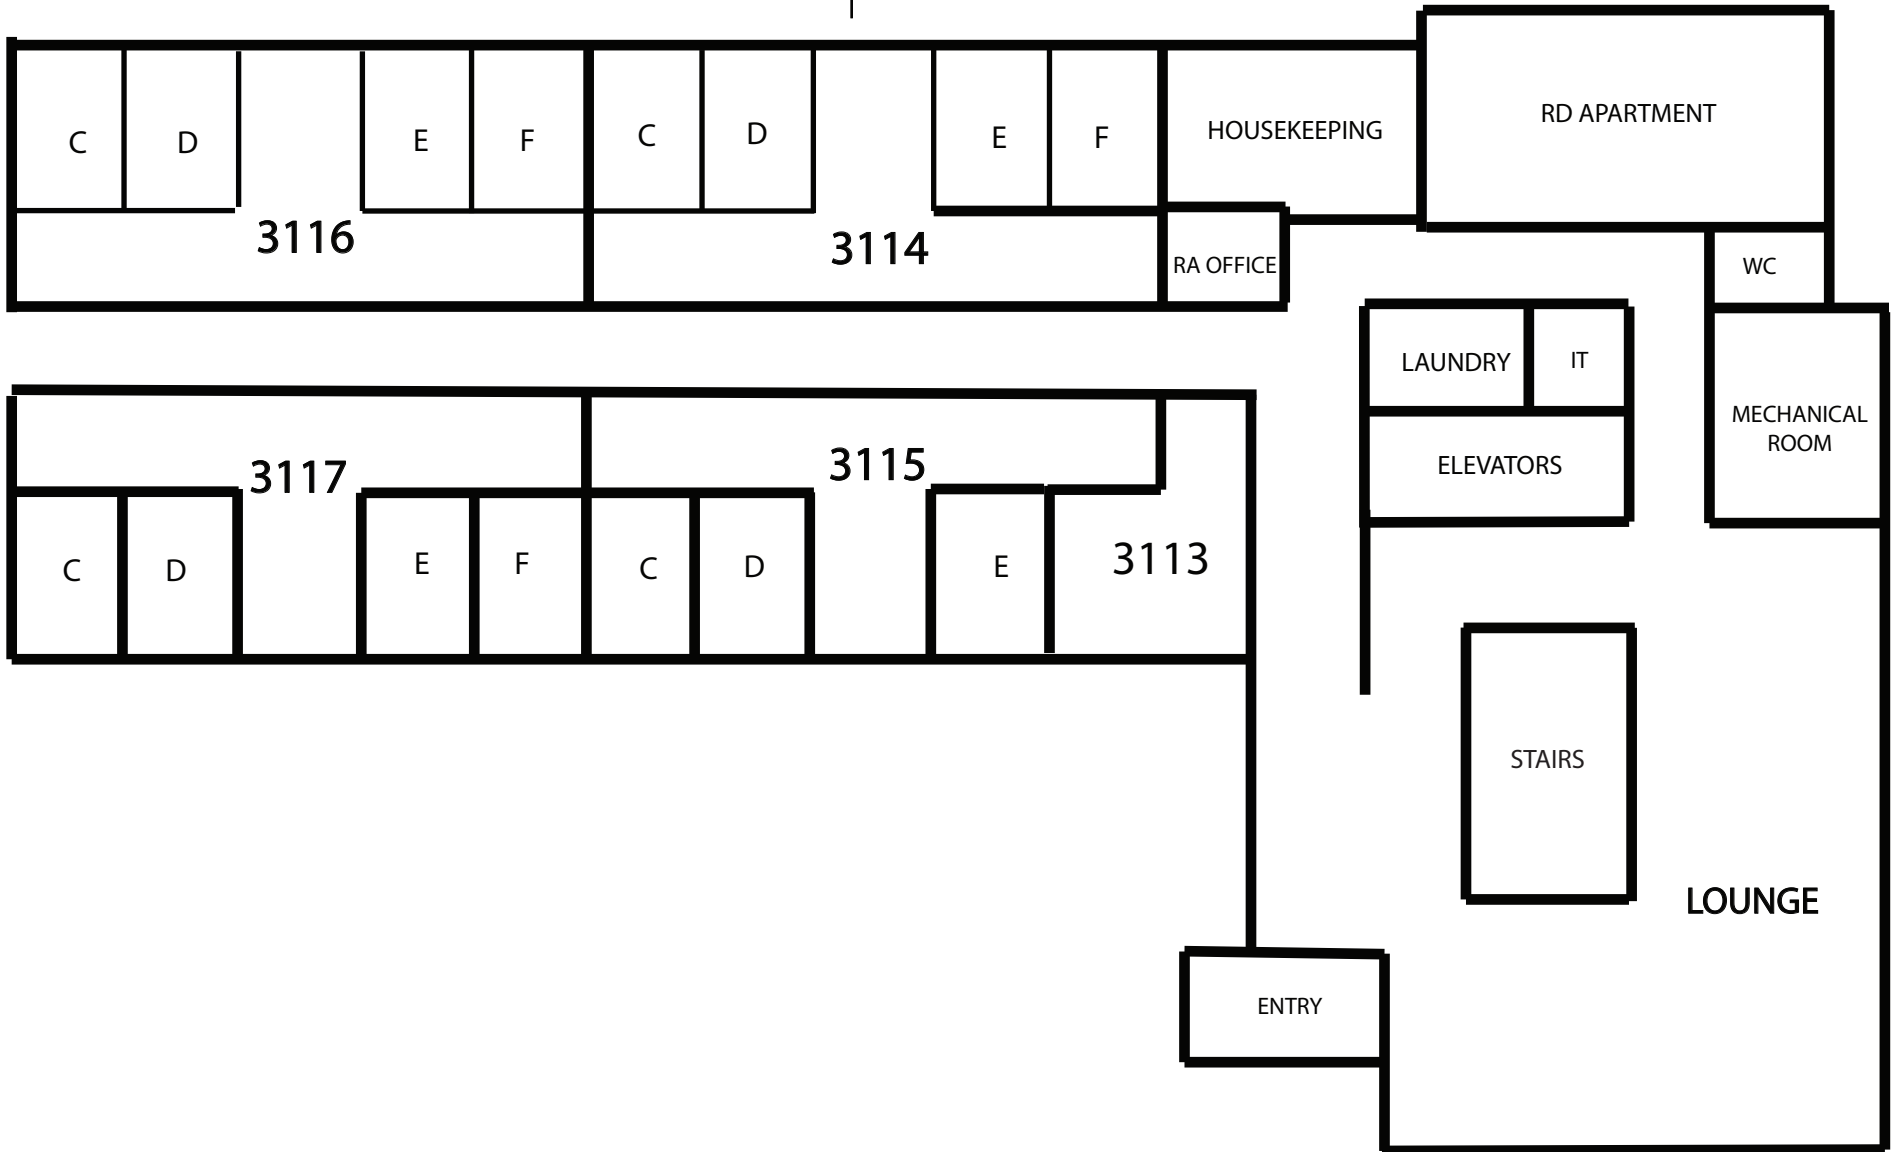 RD APARTMENT
HOUSEKEEPING
C
D
E
F
C
D
E
F
3116
3114
RA OFFICE
WC
LAUNDRY
IT
MECHANICAL
ROOM
ELEVATORS
3117
3115
C
D
E
F
C
D
E
3113
STAIRS
LOUNGE
ENTRY